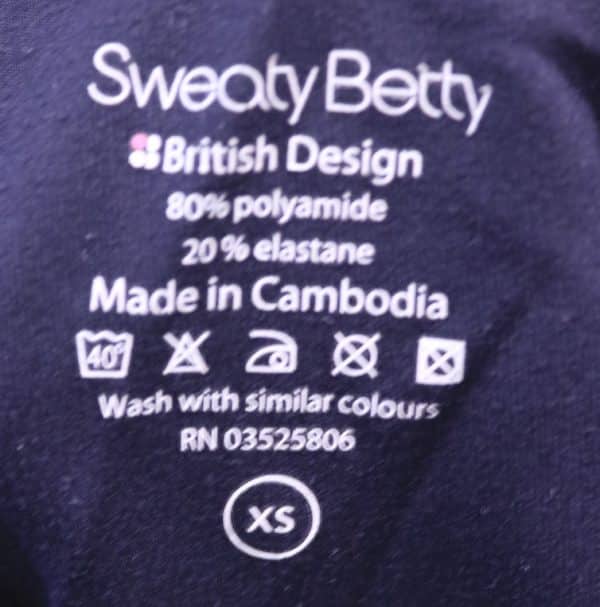 Sweaty Betty
British Design
80% polyamide
20% elastane
Made in Cambodia
40°
Wash with similar colours
RN 03525806
XS